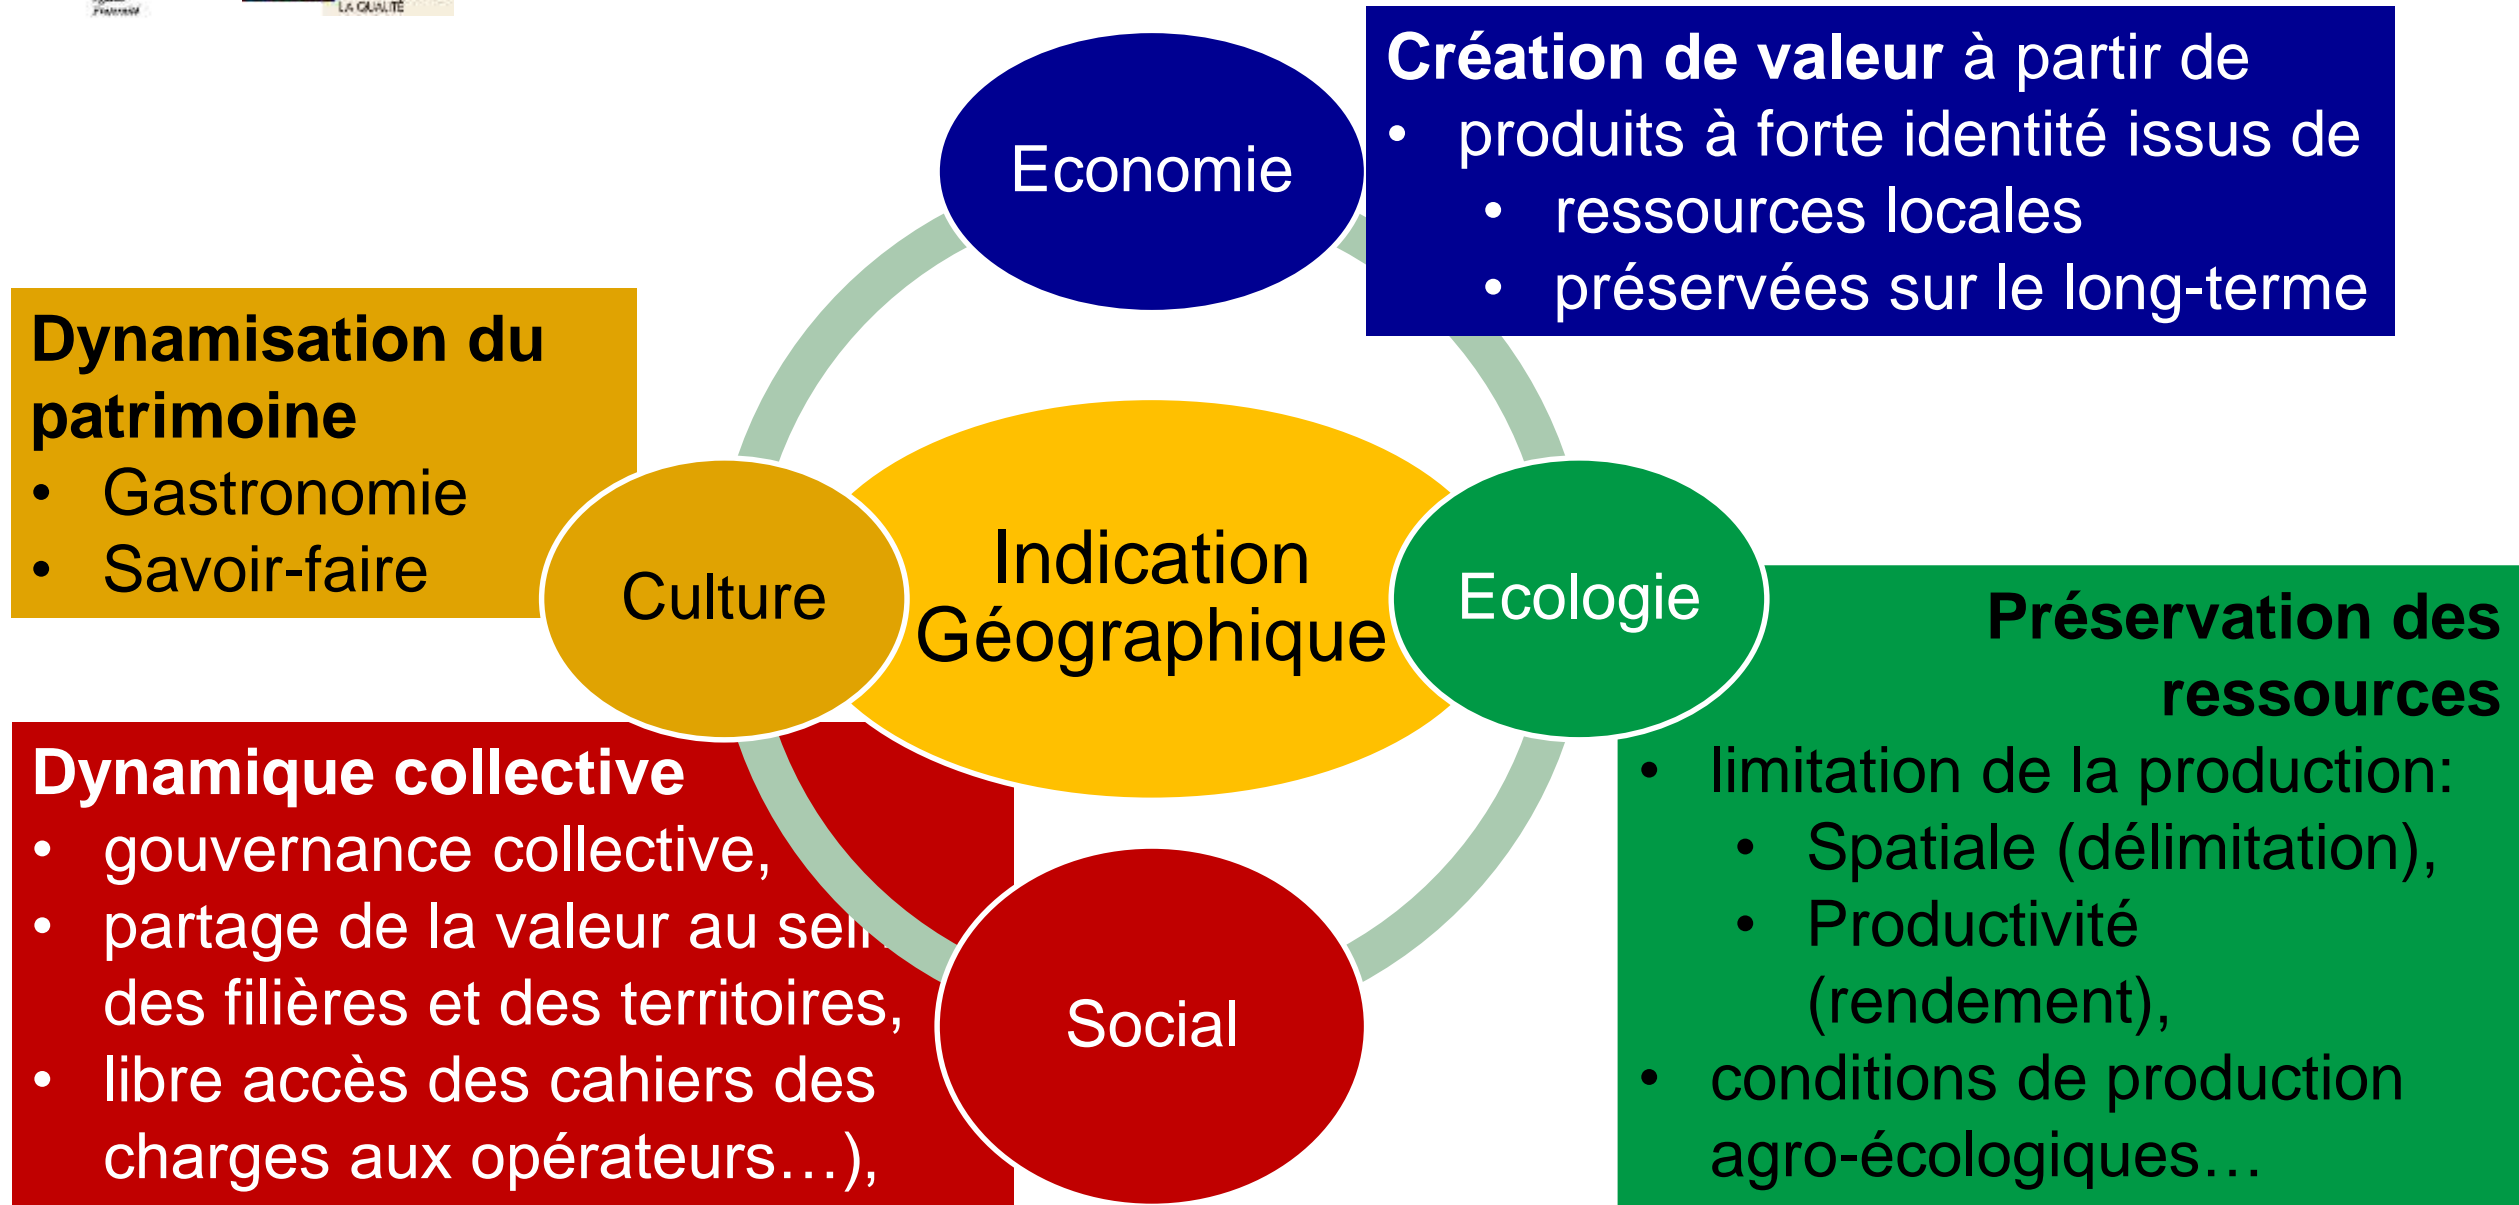 Fraternité
LA QUALITÉ
Création de valeur à partir de
• produits à forte identité issus de
• ressources locales
• préservées sur le long-terme
Economie
Dynamisation du
patrimoine
• Gastronomie
• Savoir-faire
Culture
Indication
Géographique
Ecologie
Préservation des
ressources
• limitation de la production:
• Spatiale (délimitation),
• Productivité
(rendement),
• conditions de production
agro-écologiques…
Dynamique collective
• gouvernance collective,
• partage de la valeur au sein
des filières et des territoires,
• libre accès des cahiers des
charges aux opérateurs…),
Social